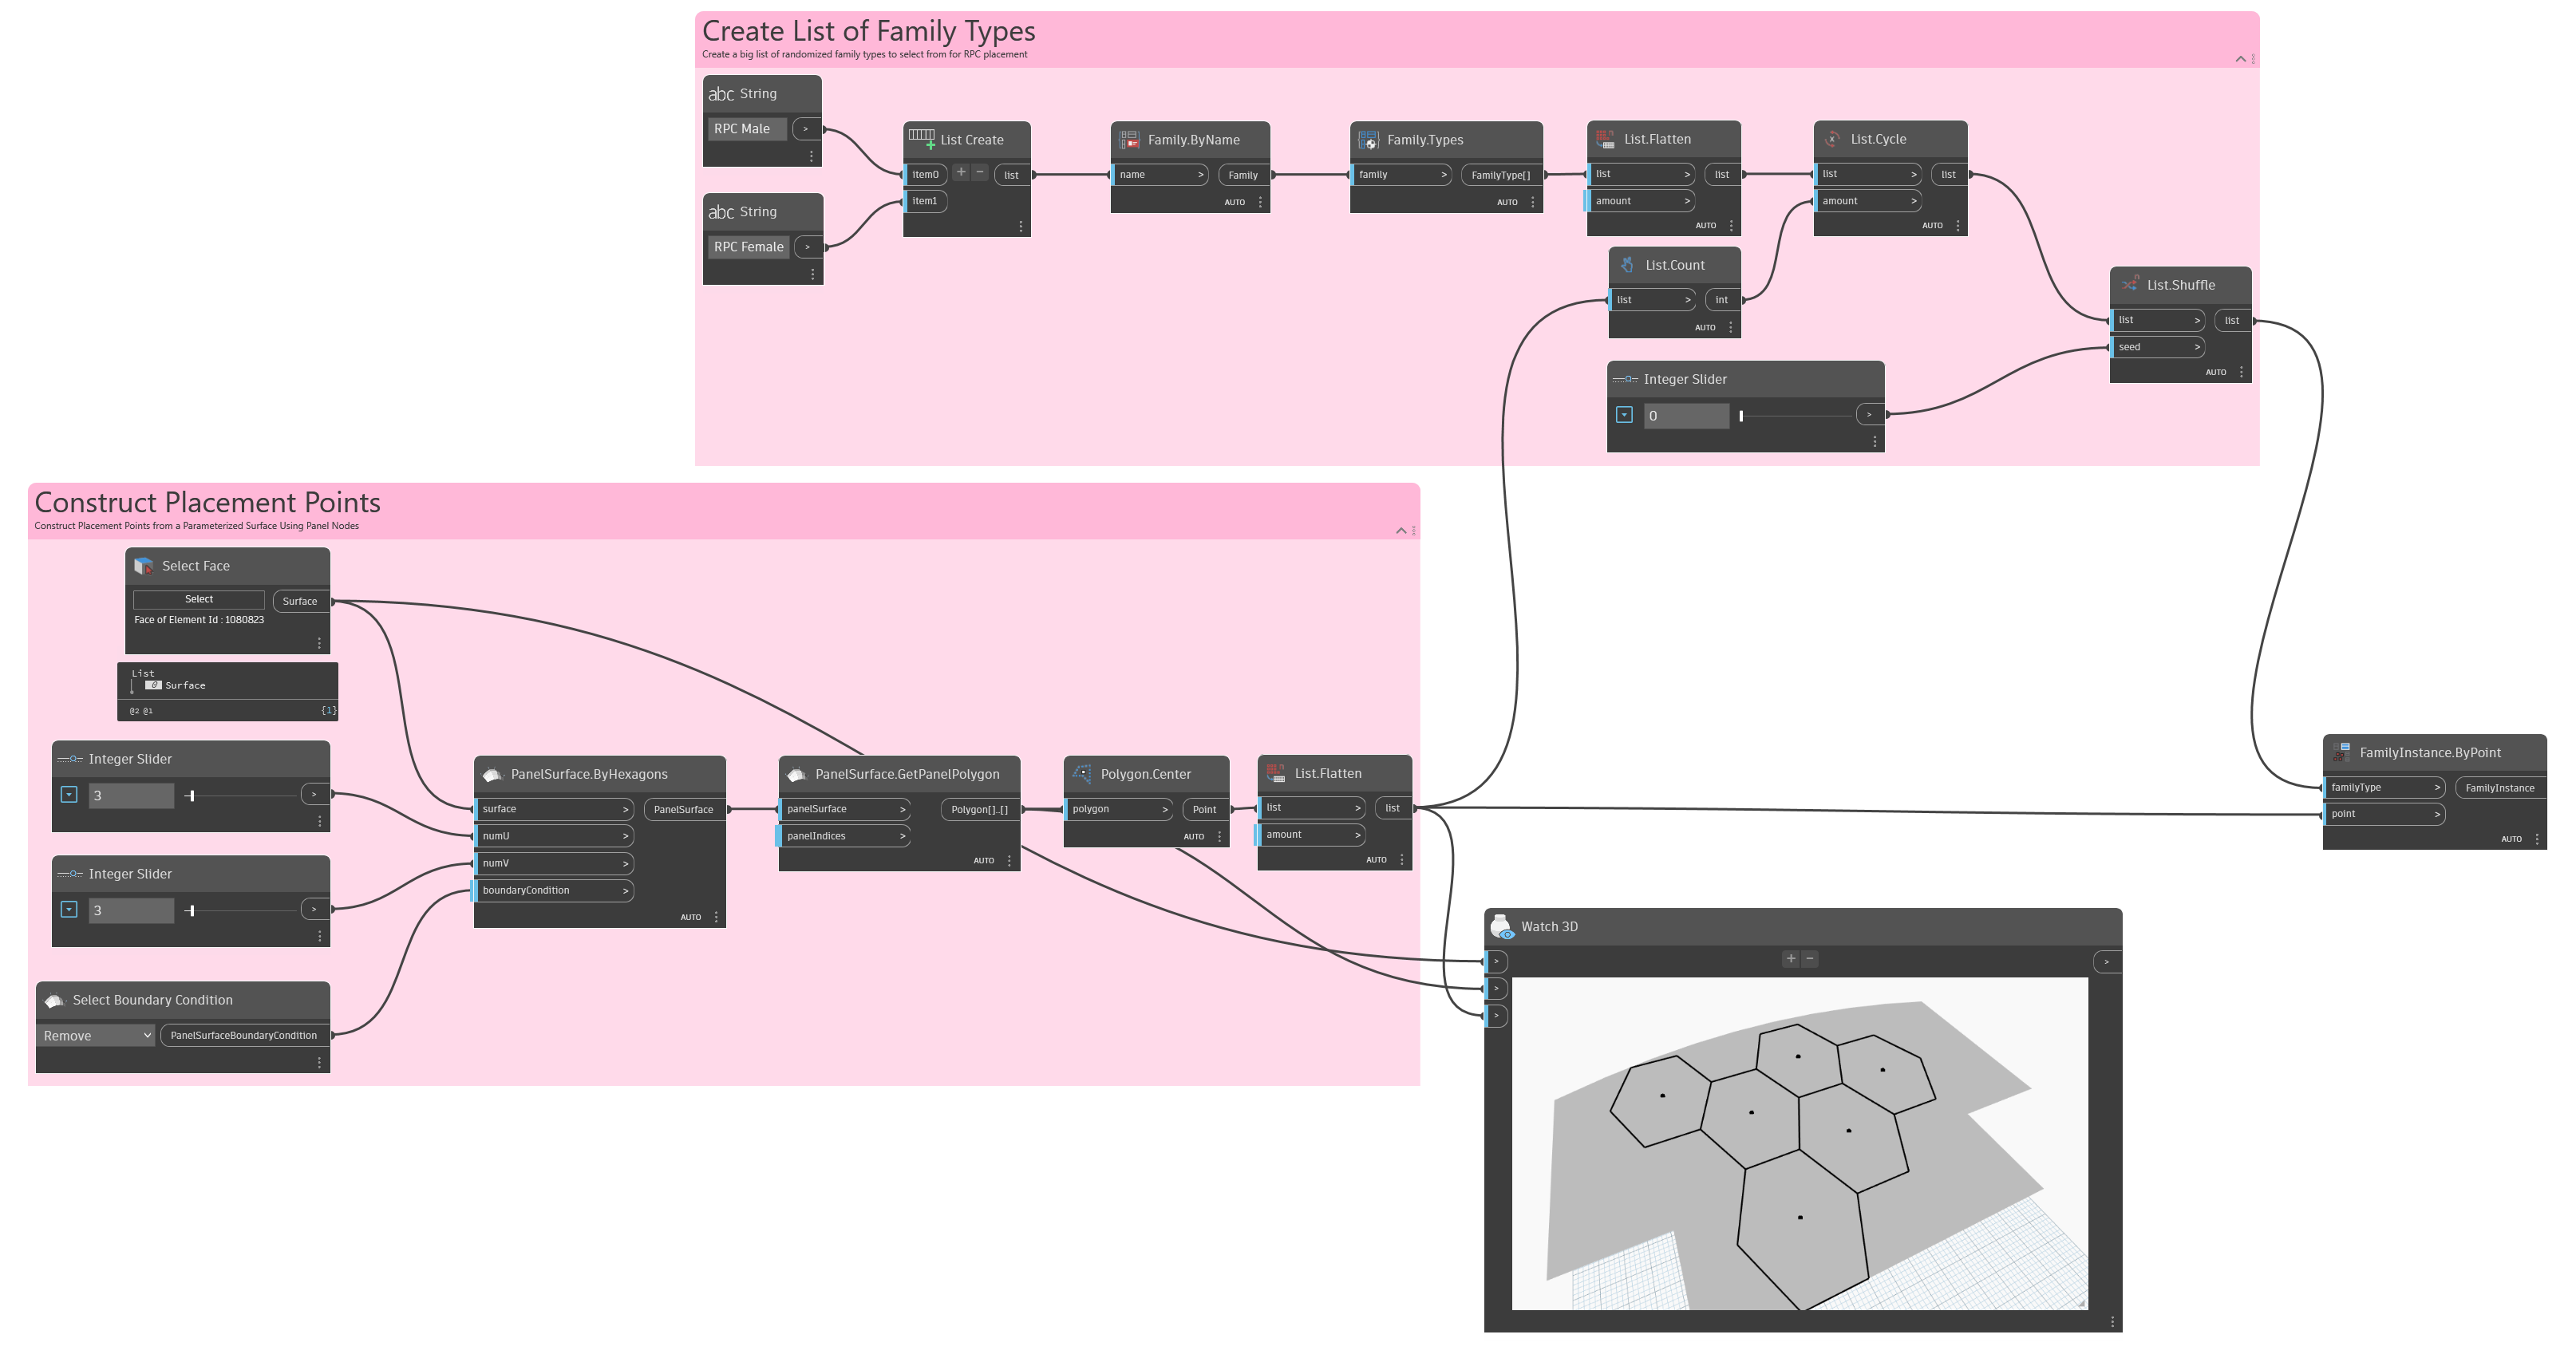 Create List of Family Types
Create a big list of randomized family types to select from for RPC placement
abc String
RPC Male >
abc String
RPC Female >
List Create
item0 + - list
item1
Family.ByName
name > Family
AUTO
Family.Types
family > FamilyType[]
AUTO
List.Flatten
list > list
amount >
AUTO
List.Cycle
list > list
amount >
AUTO
List.Count
list > int
AUTO
Integer Slider
0 >
List.Shuffle
list > list
seed >
AUTO
Construct Placement Points
Construct Placement Points from a Parameterized Surface Using Panel Nodes
Select Face
Select Surface
Face of Element Id : 1080823
List
0 Surface
@2 @1 {1}
Integer Slider
3 >
Integer Slider
3 >
Select Boundary Condition
Remove PanelSurfaceBoundaryCondition
PanelSurface.ByHexagons
surface > PanelSurface
numU >
numV >
boundaryCondition >
AUTO
PanelSurface.GetPanelPolygon
panelSurface > Polygon[]..[]
panelIndices >
AUTO
Polygon.Center
polygon > Point
AUTO
List.Flatten
list > list
amount >
AUTO
FamilyInstance.ByPoint
familyType > FamilyInstance
point >
AUTO
Watch 3D
> + - >
>
>